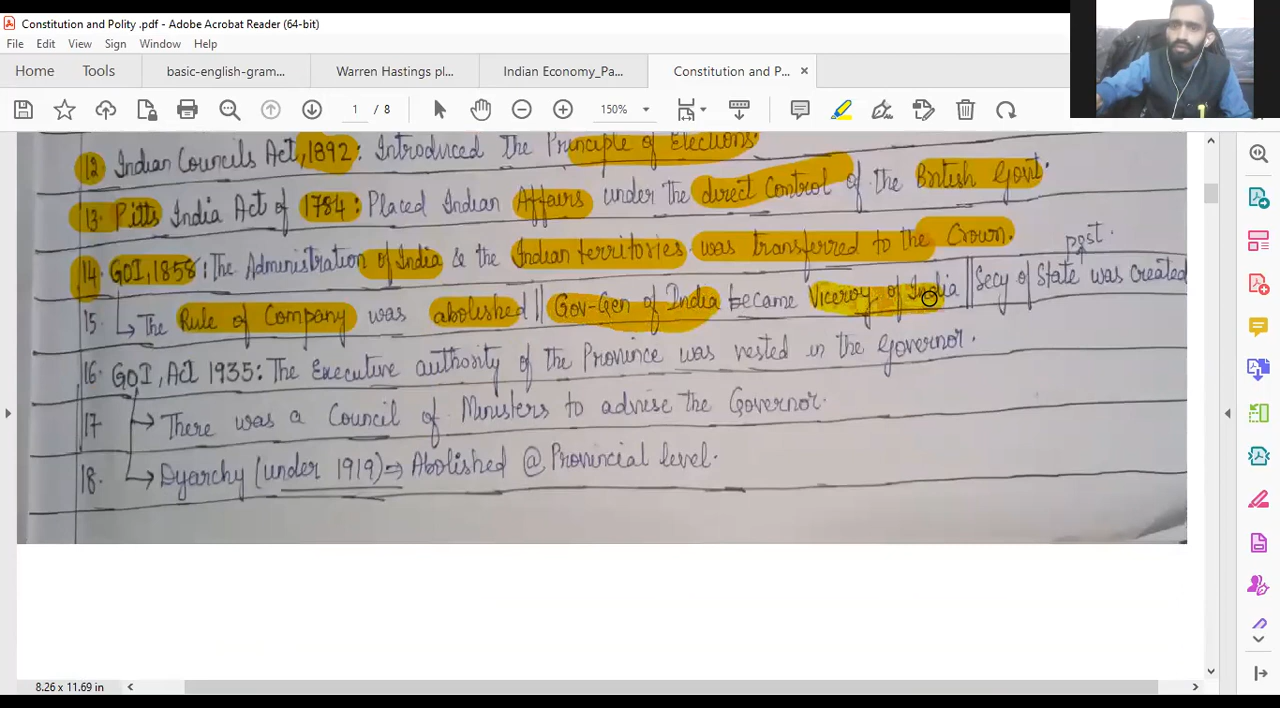 Constitution and Polity .pdf - Adobe Acrobat Reader (64-bit)
File Edit View Sign Window Help
Home Tools basic-english-gram... Warren Hastings pl... Indian Economy_Pa... Constitution and P... ×
1 / 8 150%
12 Indian Councils Act, 1892: Introduced the Principle of Elections.
13. Pitts India Act of 1784: Placed Indian Affairs under the direct Control of the British Govt.
14. GOI, 1858: The Administration of India & the Indian territories was transferred to the Crown.
post.
15. ↳ The Rule of Company was abolished || Gov-Gen of India became Viceroy of India || Secy of State was created
16. GOI, Act 1935: The Executive authority of the Province was vested in the Governor.
17 → There was a Council of Ministers to advise the Governor.
18. → Dyarchy (under 1919) ⇒ Abolished @ Provincial level.
8.26 x 11.69 in